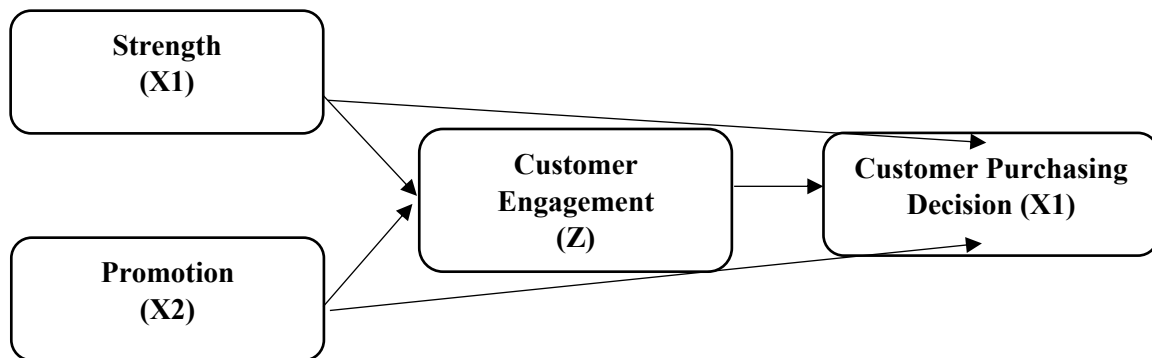 Strength
(X1)
Customer
Engagement
(Z)
Customer Purchasing
Decision (X1)
Promotion
(X2)